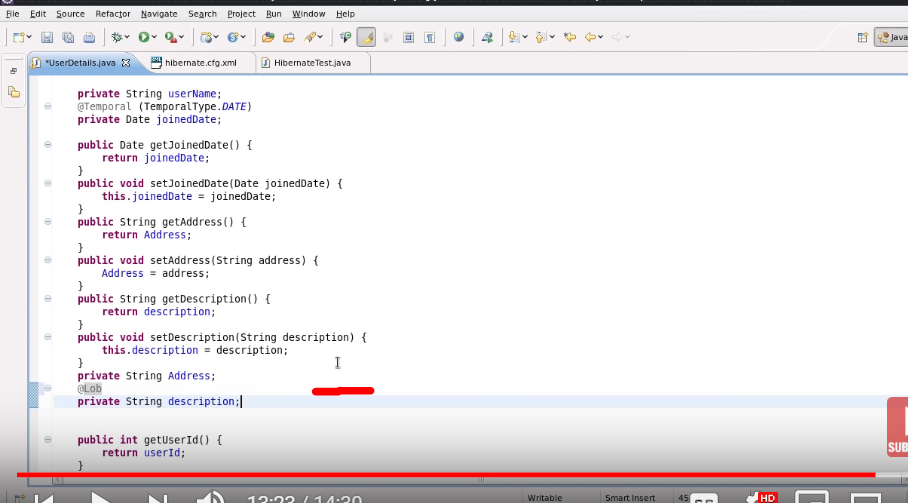 File Edit Source Refactor Navigate Search Project Run Window Help
Java
*UserDetails.java hibernate.cfg.xml HibernateTest.java
private String userName;
@Temporal (TemporalType.DATE)
private Date joinedDate;
public Date getJoinedDate() {
return joinedDate;
}
public void setJoinedDate(Date joinedDate) {
this.joinedDate = joinedDate;
}
public String getAddress() {
return Address;
}
public void setAddress(String address) {
Address = address;
}
public String getDescription() {
return description;
}
public void setDescription(String description) {
this.description = description;
}
private String Address;
@Lob
private String description;
SUB
public int getUserId() {
return userId;
}
13:23 / 14:30
Writable Smart Insert 45
HD